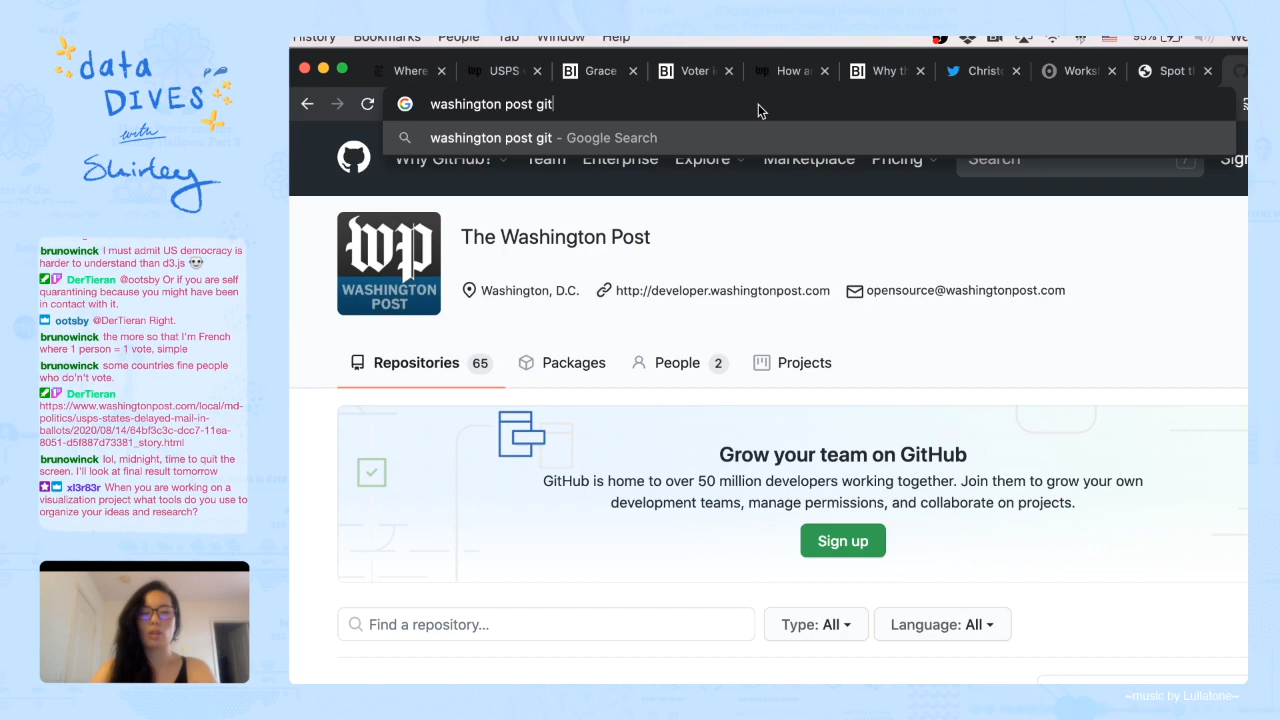 data
DIVES
with
Shirley
brunowinck I must admit US democracy is
harder to understand than d3.js
DerTieran @ootsby Or if you are self
quarantining because you might have been
in contact with it.
ootsby @DerTieran Right.
brunowinck the more so that I'm French
where 1 person = 1 vote, simple
brunowinck some countries fine people
who do'n't vote.
DerTieran
https://www.washingtonpost.com/local/md-
politics/usps-states-delayed-mail-in-
ballots/2020/08/14/64bf3c3c-dcc7-11ea-
8051-d5f887d73381_story.html
brunowinck lol, midnight, time to quit the
screen. I'll look at final result tomorrow
xl3r83r When you are working on a
visualization project what tools do you use to
organize your ideas and research?
History Bookmarks People Tab Window Help 95%
Where USPS Grace Voter How a Why th Christo Works Spot t
washington post git
washington post git - Google Search
Why GitHub? Team Enterprise Explore Marketplace Pricing Search / Sign
wp
WASHINGTON
POST
The Washington Post
Washington, D.C. http://developer.washingtonpost.com opensource@washingtonpost.com
Repositories 65 Packages People 2 Projects
Grow your team on GitHub
GitHub is home to over 50 million developers working together. Join them to grow your own
development teams, manage permissions, and collaborate on projects.
Sign up
Find a repository... Type: All Language: All
~music by Lullatone~